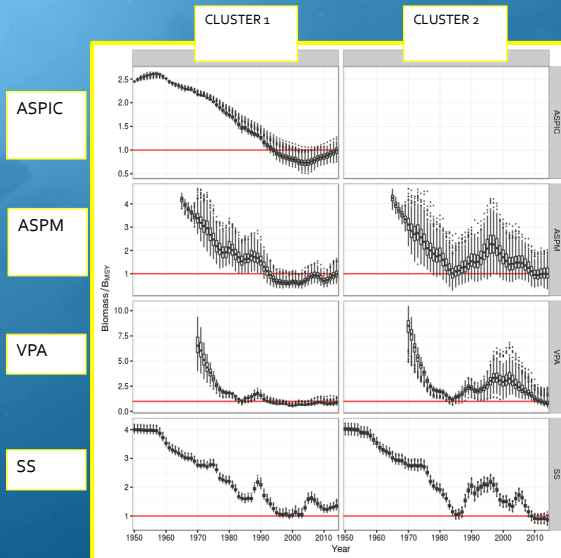 CLUSTER 1
CLUSTER 2
ASPIC
ASPM
VPA
SS
Biomass/BMSY
2.5
2.0
1.5
1.0
0.5
ASPIC
4
3
2
1
ASPM
10.0
7.5
5.0
2.5
0.0
VPA
4
3
2
1
SS
1950 1960 1970 1980 1990 2000 2010 1950 1960 1970 1980 1990 2000 2010
Year